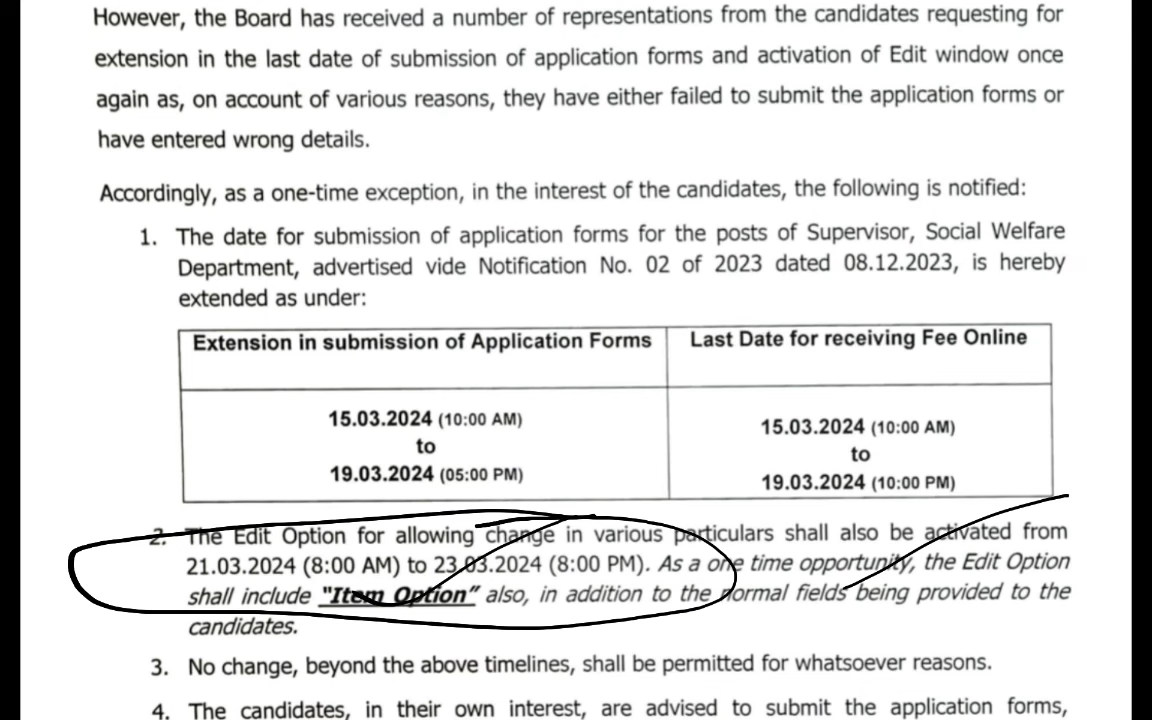 However, the Board has received a number of representations from the candidates requesting for
extension in the last date of submission of application forms and activation of Edit window once
again as, on account of various reasons, they have either failed to submit the application forms or
have entered wrong details.
Accordingly, as a one-time exception, in the interest of the candidates, the following is notified:
1. The date for submission of application forms for the posts of Supervisor, Social Welfare
Department, advertised vide Notification No. 02 of 2023 dated 08.12.2023, is hereby
extended as under:
Extension in submission of Application Forms
Last Date for receiving Fee Online
15.03.2024 (10:00 AM)
to
19.03.2024 (05:00 PM)
15.03.2024 (10:00 AM)
to
19.03.2024 (10:00 PM)
2. The Edit Option for allowing change in various particulars shall also be activated from
21.03.2024 (8:00 AM) to 23.03.2024 (8:00 PM). As a one time opportunity, the Edit Option
shall include "Item Option" also, in addition to the normal fields being provided to the
candidates.
3. No change, beyond the above timelines, shall be permitted for whatsoever reasons.
4. The candidates, in their own interest, are advised to submit the application forms,